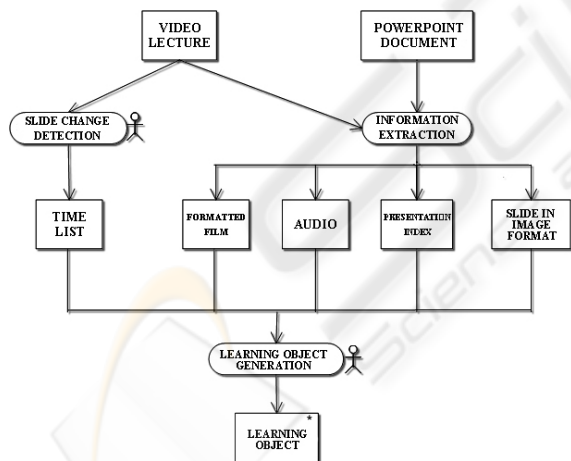 VIDEO
LECTURE
POWERPOINT
DOCUMENT
SLIDE CHANGE
DETECTION
INFORMATION
EXTRACTION
TIME
LIST
FORMATTED
FILM
AUDIO
PRESENTATION
INDEX
SLIDE IN
IMAGE
FORMAT
LEARNING OBJECT
GENERATION
*
LEARNING
OBJECT